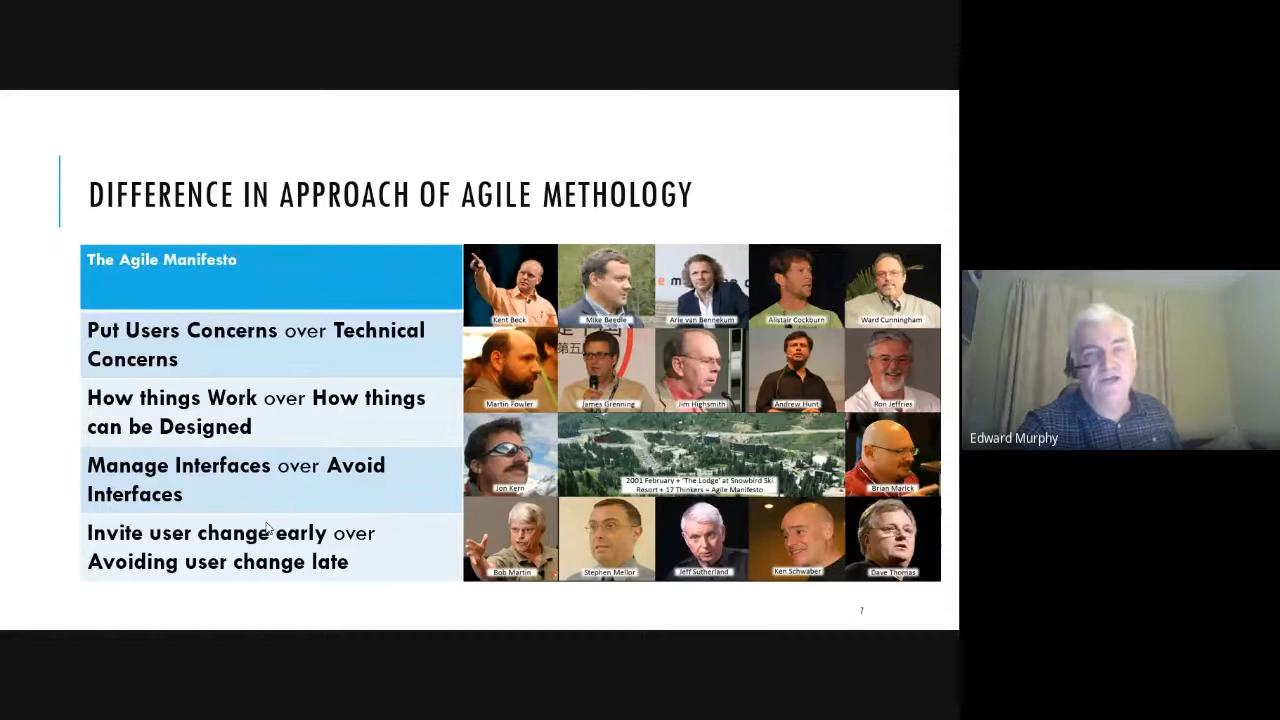 DIFFERENCE IN APPROACH OF AGILE METHOLOGY
The Agile Manifesto
Put Users Concerns over Technical
Concerns
How things Work over How things
can be Designed
Manage Interfaces over Avoid
Interfaces
Invite user change early over
Avoiding user change late
Kent Beck
Mike Beedle
Arie van Bennekum
Alistair Cockburn
Ward Cunningham
Martin Fowler
James Grenning
Jim Highsmith
Andrew Hunt
Ron Jeffries
Jon Kern
2001 February + 'The Lodge' at Snowbird Ski
Resort + 17 Thinkers = Agile Manifesto
Brian Marick
Bob Martin
Stephen Mellor
Jeff Sutherland
Ken Schwaber
Dave Thomas
7
Edward Murphy